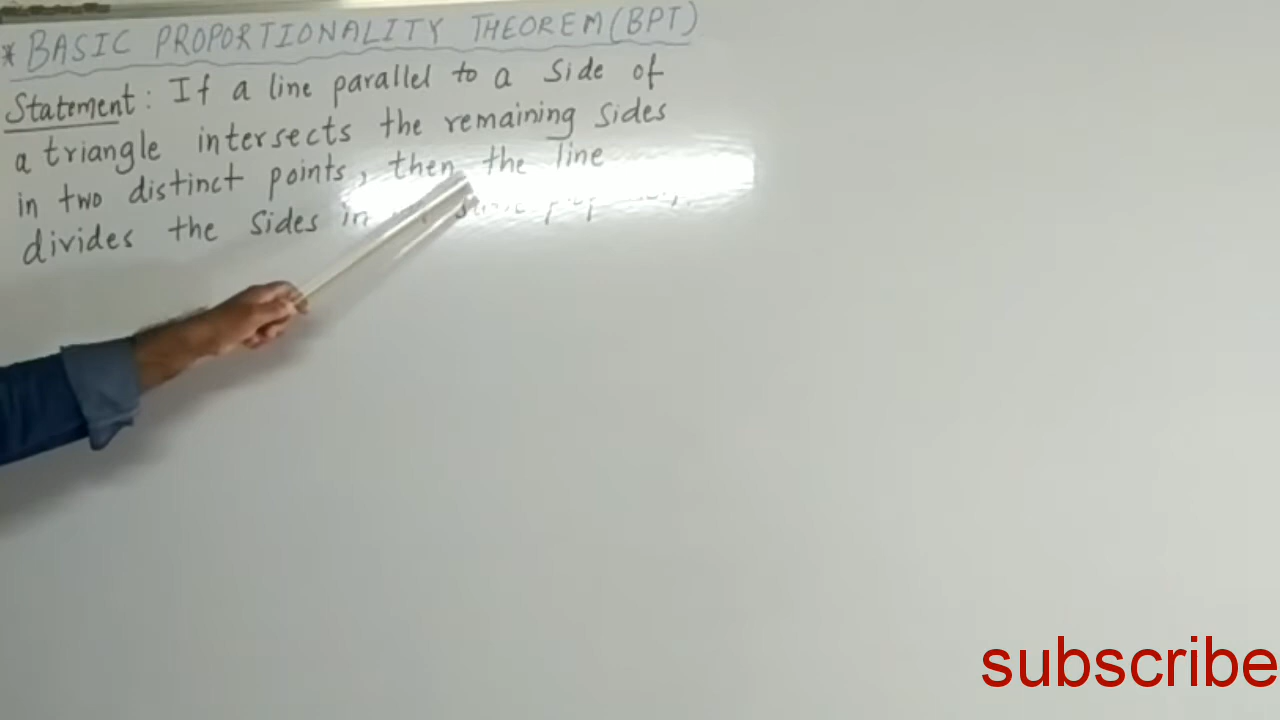 * BASIC PROPORTIONALITY THEOREM (BPT)
Statement: If a line parallel to a side of
a triangle intersects the remaining sides
in two distinct points, then the line
divides the sides in
subscribe